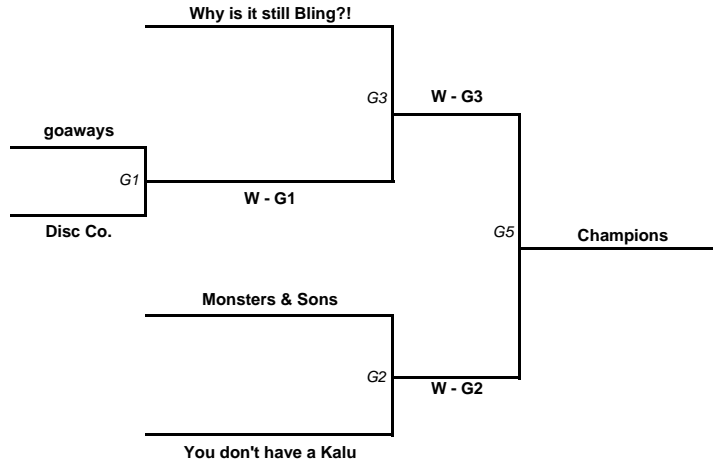 Why is it still Bling?!
G3
W - G3
goaways
G1
W - G1
Disc Co.
G5
Champions
Monsters & Sons
G2
W - G2
You don't have a Kalu